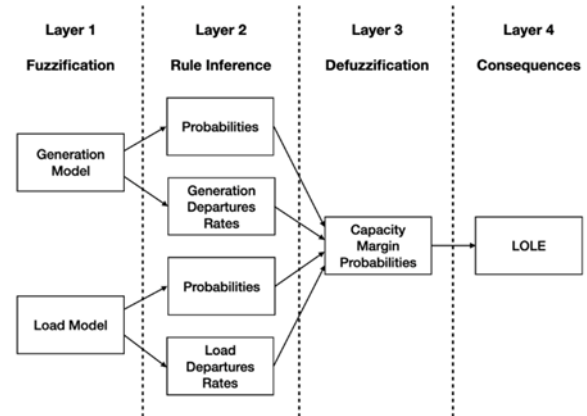 Layer 1
Layer 2
Layer 3
Layer 4
Fuzzification
Rule Inference
Defuzzification
Consequences
Generation
Model
Probabilities
Generation
Departures
Rates
Capacity
Margin
Probabilities
LOLE
Load Model
Probabilities
Load
Departures
Rates